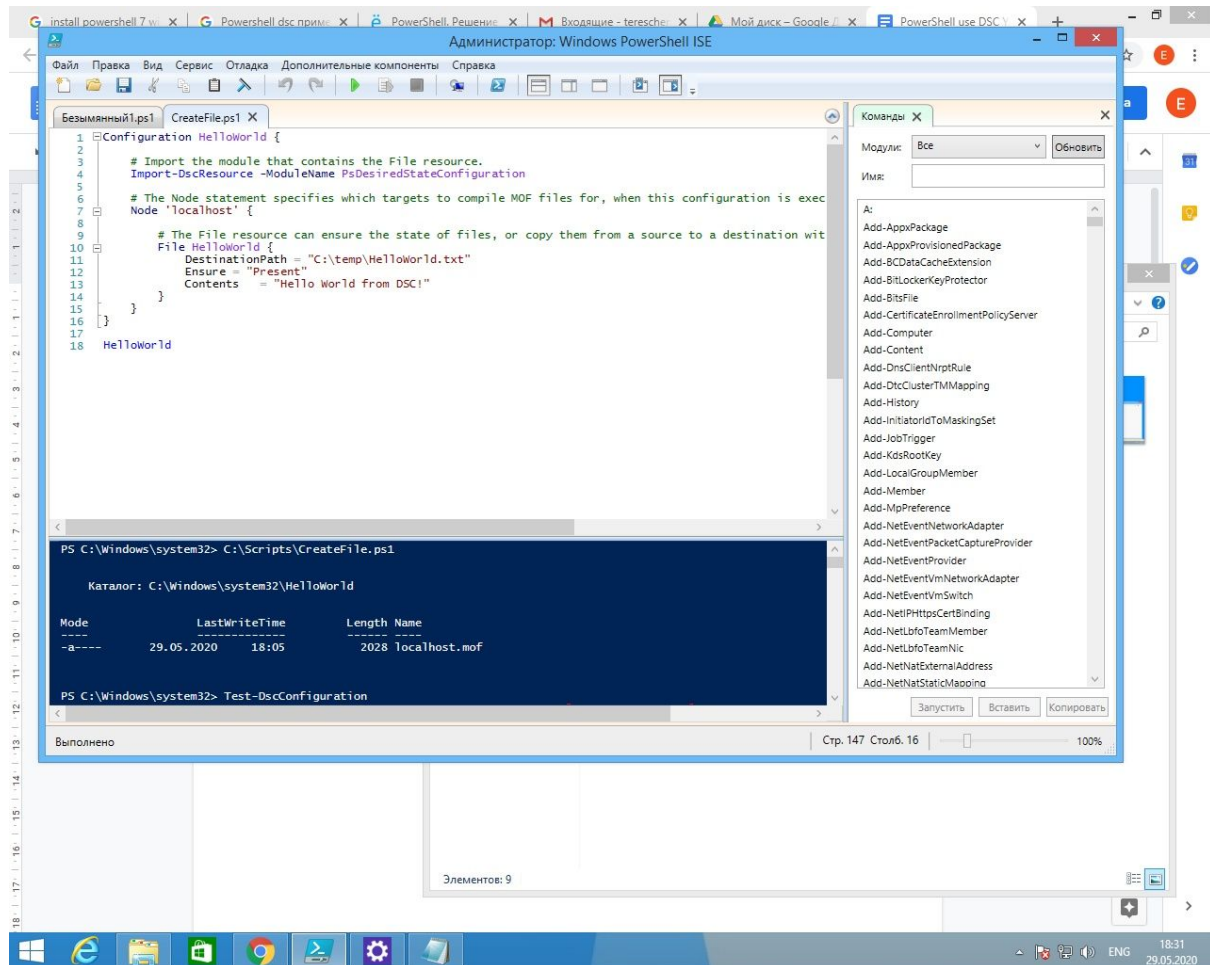 install powershell 7 wi
Powershell dsc приме
PowerShell. Решение
Входящие - terescher
Мой диск – Google Д
PowerShell use DSC
Администратор: Windows PowerShell ISE
Файл Правка Вид Сервис Отладка Дополнительные компоненты Справка
Безымянный1.ps1 CreateFile.ps1
1 Configuration HelloWorld {
2
3 # Import the module that contains the File resource.
4 Import-DscResource -ModuleName PsDesiredStateConfiguration
5
6 # The Node statement specifies which targets to compile MOF files for, when this configuration is exec
7 Node 'localhost' {
8
9 # The File resource can ensure the state of files, or copy them from a source to a destination wit
10 File HelloWorld {
11 DestinationPath = "C:\temp\HelloWorld.txt"
12 Ensure = "Present"
13 Contents = "Hello World from DSC!"
14 }
15 }
16 }
17
18 HelloWorld
PS C:\Windows\system32> C:\Scripts\CreateFile.ps1
Каталог: C:\Windows\system32\HelloWorld
Mode LastWriteTime Length Name
---- ------------- ------ ----
-a---- 29.05.2020 18:05 2028 localhost.mof
PS C:\Windows\system32> Test-DscConfiguration
Выполнено
Стр. 147 Столб. 16
100%
Команды
Модули: Все Обновить
Имя:
A:
Add-AppxPackage
Add-AppxProvisionedPackage
Add-BCDataCacheExtension
Add-BitLockerKeyProtector
Add-BitsFile
Add-CertificateEnrollmentPolicyServer
Add-Computer
Add-Content
Add-DnsClientNrptRule
Add-DtcClusterTMMapping
Add-History
Add-InitiatorIdToMaskingSet
Add-JobTrigger
Add-KdsRootKey
Add-LocalGroupMember
Add-Member
Add-MpPreference
Add-NetEventNetworkAdapter
Add-NetEventPacketCaptureProvider
Add-NetEventProvider
Add-NetEventVmNetworkAdapter
Add-NetEventVmSwitch
Add-NetIPHttpsCertBinding
Add-NetLbfoTeamMember
Add-NetLbfoTeamNic
Add-NetNatExternalAddress
Add-NetNatStaticMapping
Запустить Вставить Копировать
E
E
31
Элементов: 9
ENG
18:31
29.05.2020